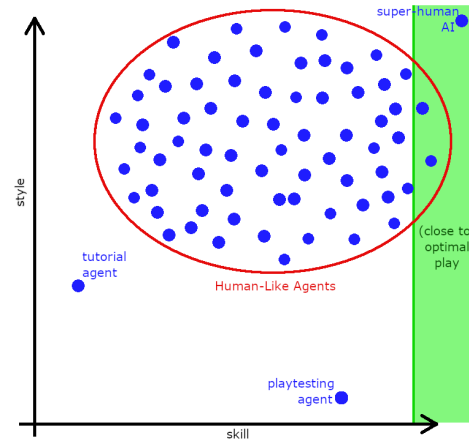 super-human
AI
style
(close to
optimal
play
tutorial
agent
Human-Like Agents
playtesting
agent
skill